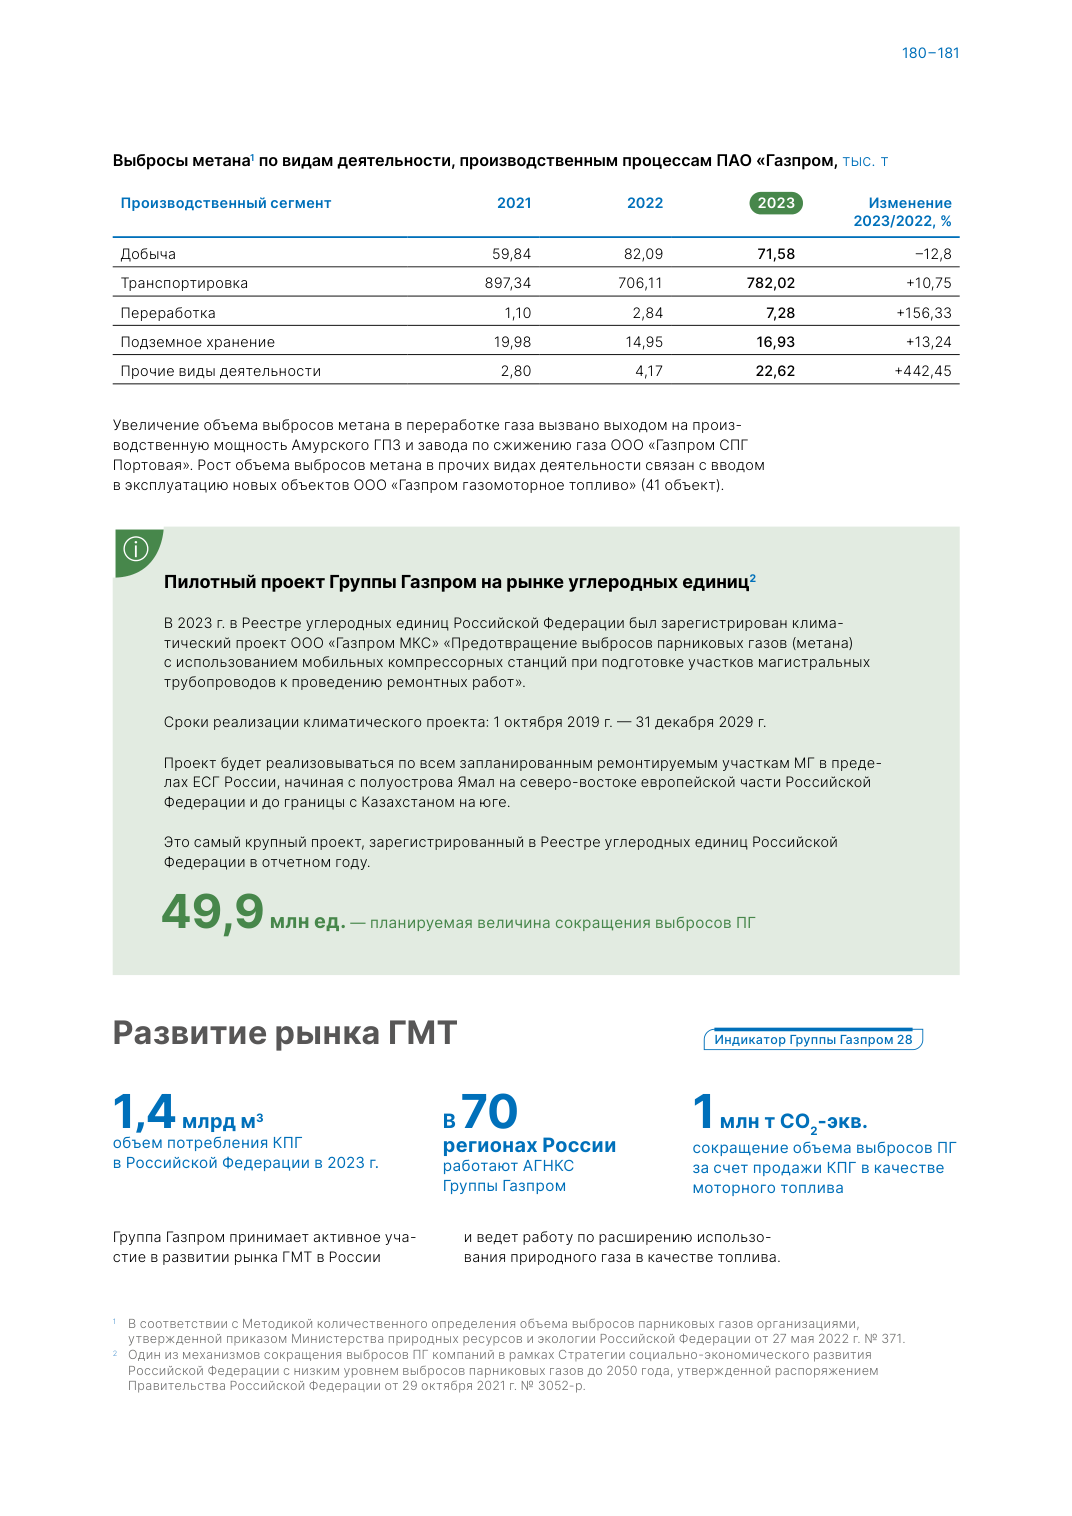 180–181
Выбросы метана¹ по видам деятельности, производственным процессам ПАО «Газпром, тыс. т
Производственный сегмент 2021 2022 2023 Изменение
2023/2022, %
Добыча 59,84 82,09 71,58 –12,8
Транспортировка 897,34 706,11 782,02 +10,75
Переработка 1,10 2,84 7,28 +156,33
Подземное хранение 19,98 14,95 16,93 +13,24
Прочие виды деятельности 2,80 4,17 22,62 +442,45
Увеличение объема выбросов метана в переработке газа вызвано выходом на произ-
водственную мощность Амурского ГПЗ и завода по сжижению газа ООО «Газпром СПГ
Портовая». Рост объема выбросов метана в прочих видах деятельности связан с вводом
в эксплуатацию новых объектов ООО «Газпром газомоторное топливо» (41 объект).
Пилотный проект Группы Газпром на рынке углеродных единиц²
В 2023 г. в Реестре углеродных единиц Российской Федерации был зарегистрирован клима-
тический проект ООО «Газпром МКС» «Предотвращение выбросов парниковых газов (метана)
с использованием мобильных компрессорных станций при подготовке участков магистральных
трубопроводов к проведению ремонтных работ».
Сроки реализации климатического проекта: 1 октября 2019 г. — 31 декабря 2029 г.
Проект будет реализовываться по всем запланированным ремонтируемым участкам МГ в преде-
лах ЕСГ России, начиная с полуострова Ямал на северо-востоке европейской части Российской
Федерации и до границы с Казахстаном на юге.
Это самый крупный проект, зарегистрированный в Реестре углеродных единиц Российской
Федерации в отчетном году.
49,9 млн ед. — планируемая величина сокращения выбросов ПГ
Развитие рынка ГМТ
Индикатор Группы Газпром 28
1,4 млрд м³
объем потребления КПГ
в Российской Федерации в 2023 г.
В 70
регионах России
работают АГНКС
Группы Газпром
1 млн т CO₂-экв.
сокращение объема выбросов ПГ
за счет продажи КПГ в качестве
моторного топлива
Группа Газпром принимает активное уча-
стие в развитии рынка ГМТ в России
и ведет работу по расширению использо-
вания природного газа в качестве топлива.
¹ В соответствии с Методикой количественного определения объема выбросов парниковых газов организациями,
утвержденной приказом Министерства природных ресурсов и экологии Российской Федерации от 27 мая 2022 г. № 371.
² Один из механизмов сокращения выбросов ПГ компаний в рамках Стратегии социально-экономического развития
Российской Федерации с низким уровнем выбросов парниковых газов до 2050 года, утвержденной распоряжением
Правительства Российской Федерации от 29 октября 2021 г. № 3052-р.